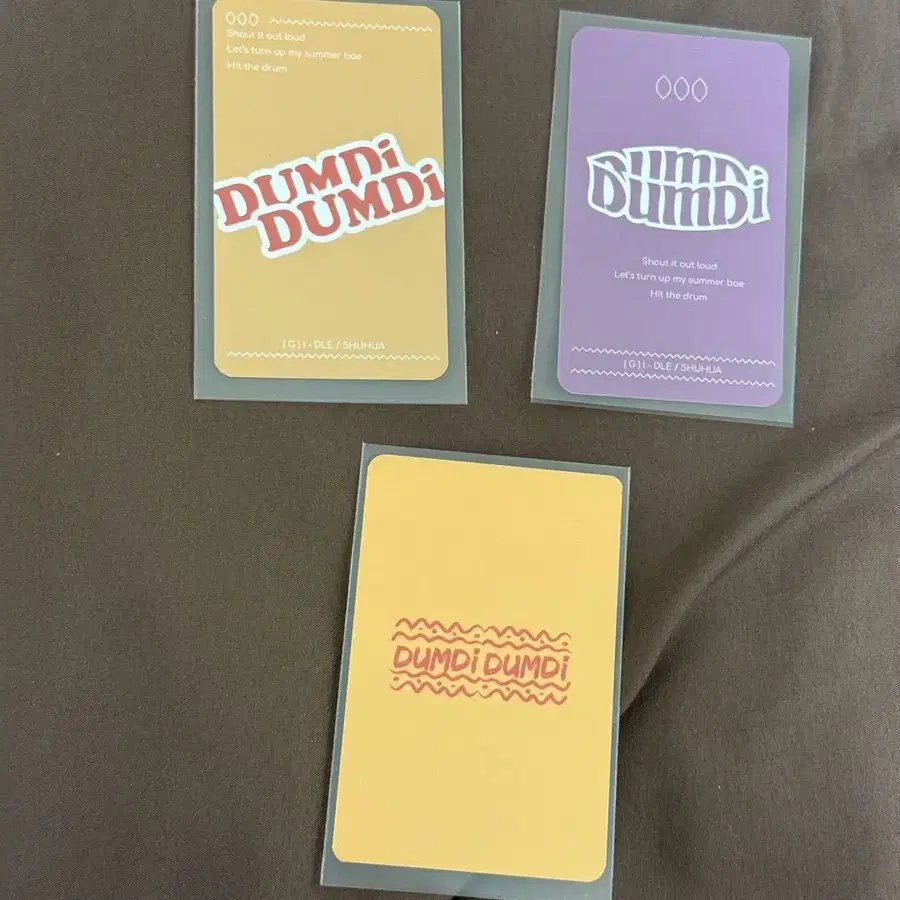 Shout it out loud
Let's turn up my summer bae
Hit the drum
DUMDi
DUMDi
(G)I-DLE / SHUHUA
DUMDi
DUMDi
Shout it out loud
Let's turn up my summer bae
Hit the drum
(G)I-DLE / SHUHUA
DUMDi DUMDi